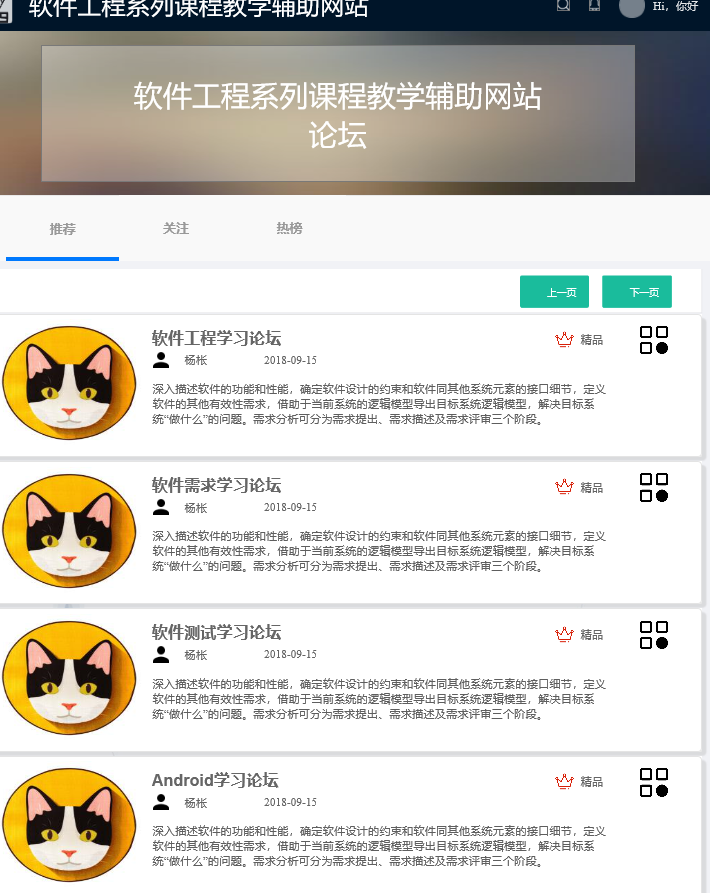 软件工程系列课程教学辅助网站
Hi，你好
软件工程系列课程教学辅助网站
论坛
推荐
关注
热榜
上一页
下一页
软件工程学习论坛
精品
杨枨
2018-09-15
深入描述软件的功能和性能，确定软件设计的约束和软件同其他系统元素的接口细节，定义
软件的其他有效性需求，借助于当前系统的逻辑模型导出目标系统逻辑模型，解决目标系
统“做什么”的问题。需求分析可分为需求提出、需求描述及需求评审三个阶段。
软件需求学习论坛
精品
杨枨
2018-09-15
深入描述软件的功能和性能，确定软件设计的约束和软件同其他系统元素的接口细节，定义
软件的其他有效性需求，借助于当前系统的逻辑模型导出目标系统逻辑模型，解决目标系
统“做什么”的问题。需求分析可分为需求提出、需求描述及需求评审三个阶段。
软件测试学习论坛
精品
杨枨
2018-09-15
深入描述软件的功能和性能，确定软件设计的约束和软件同其他系统元素的接口细节，定义
软件的其他有效性需求，借助于当前系统的逻辑模型导出目标系统逻辑模型，解决目标系
统“做什么”的问题。需求分析可分为需求提出、需求描述及需求评审三个阶段。
Android学习论坛
精品
杨枨
2018-09-15
深入描述软件的功能和性能，确定软件设计的约束和软件同其他系统元素的接口细节，定义
软件的其他有效性需求，借助于当前系统的逻辑模型导出目标系统逻辑模型，解决目标系
统“做什么”的问题。需求分析可分为需求提出、需求描述及需求评审三个阶段。